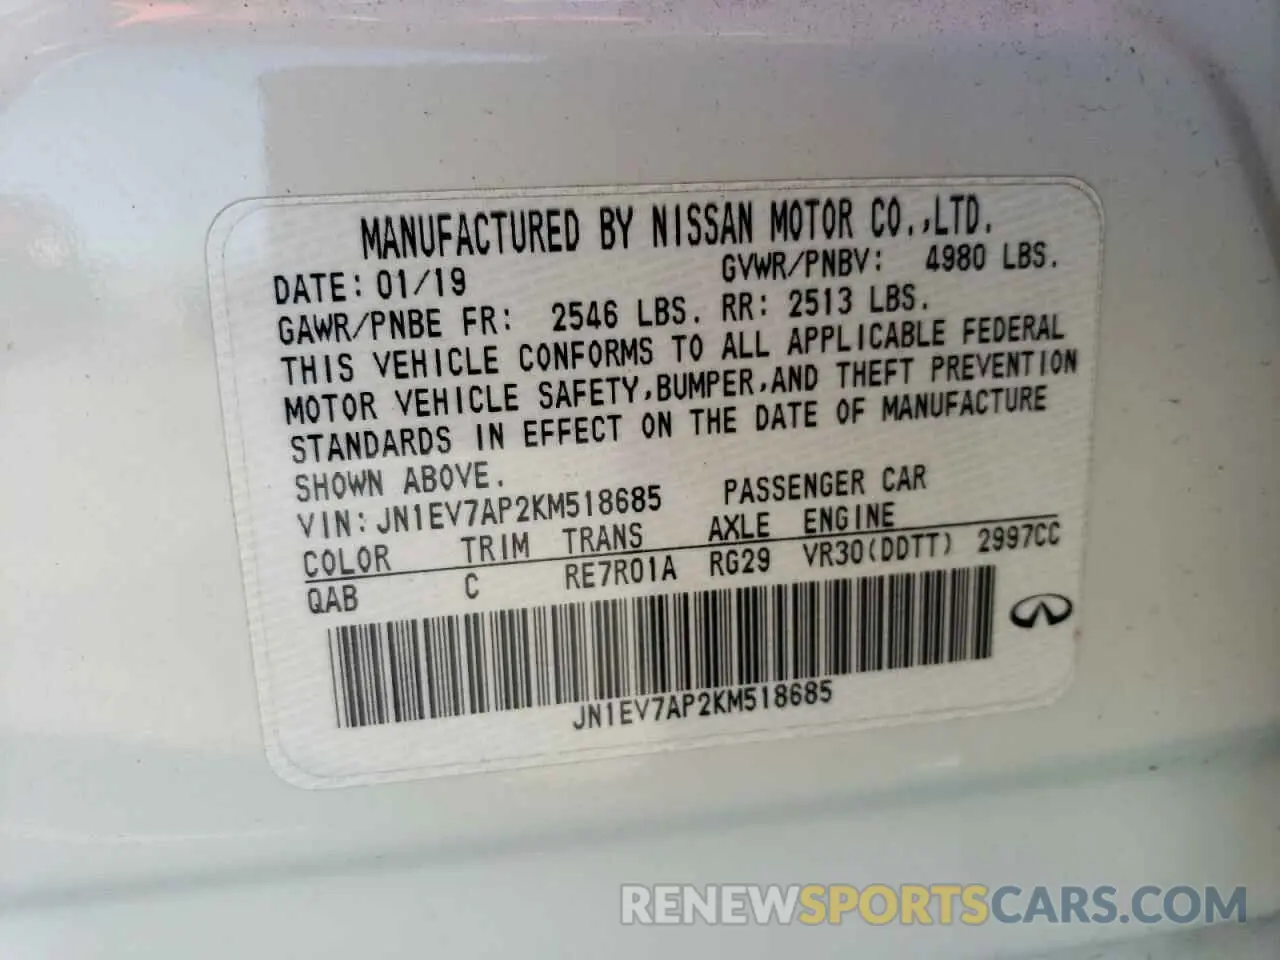 MANUFACTURED BY NISSAN MOTOR CO.,LTD.
DATE: 01/19 GVWR/PNBV: 4980 LBS.
GAWR/PNBE FR: 2546 LBS. RR: 2513 LBS.
THIS VEHICLE CONFORMS TO ALL APPLICABLE FEDERAL
MOTOR VEHICLE SAFETY,BUMPER,AND THEFT PREVENTION
STANDARDS IN EFFECT ON THE DATE OF MANUFACTURE
SHOWN ABOVE.
VIN: JN1EV7AP2KM518685 PASSENGER CAR
COLOR TRIM TRANS AXLE ENGINE
QAB C RE7R01A RG29 VR30(DDTT) 2997CC
JN1EV7AP2KM518685
RENEWSPORTSCARS.COM